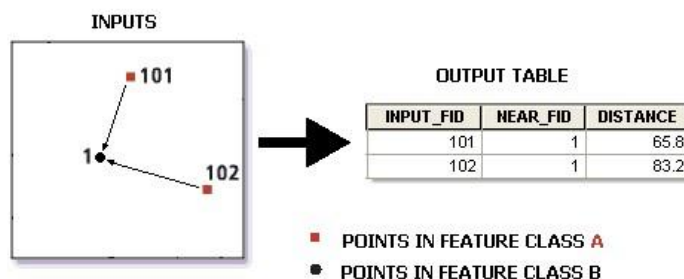 INPUTS
101
1
102
OUTPUT TABLE
INPUT_FID NEAR_FID DISTANCE
101 1 65.8
102 1 83.2
POINTS IN FEATURE CLASS A
POINTS IN FEATURE CLASS B